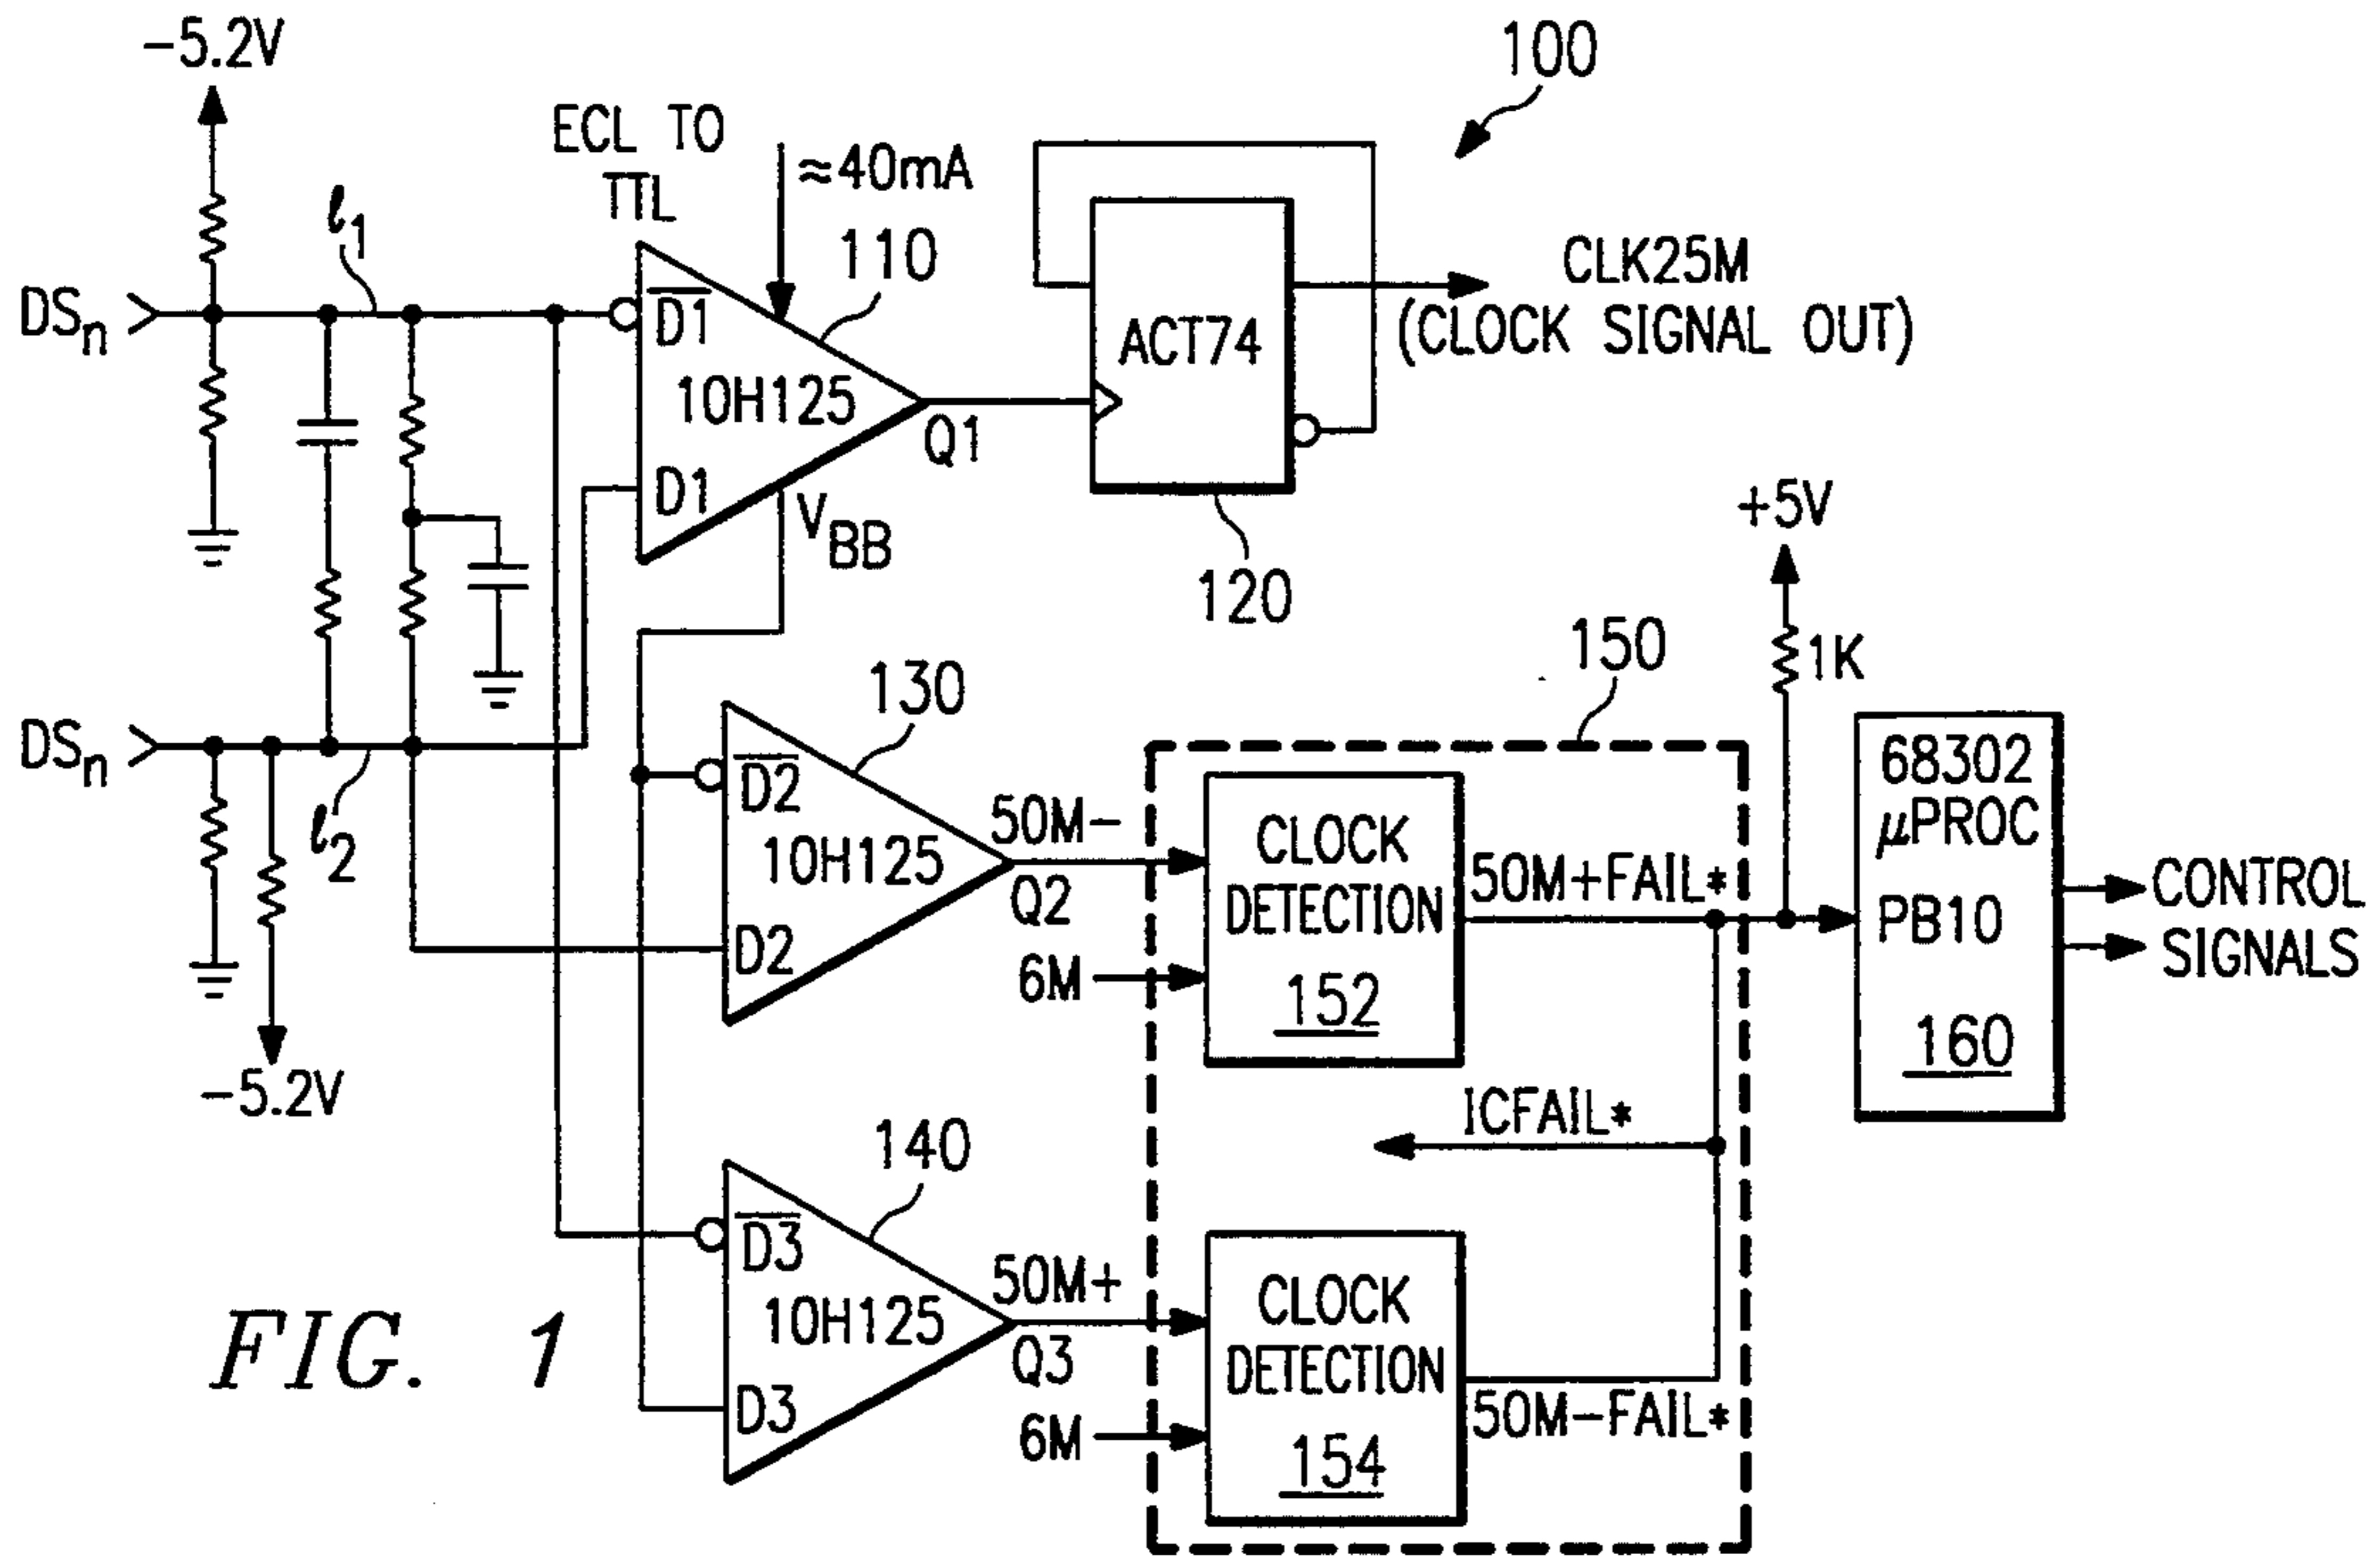 -5.2V
100
ECL TO
TTL
≈40mA
ℓ1
110
DSn
D1
10H125
D1
Q1
VBB
ACT74
120
CLK25M
(CLOCK SIGNAL OUT)
+5V
1K
150
DSn
ℓ2
-5.2V
130
D2
10H125
D2
50M-
Q2
6M
CLOCK
DETECTION
152
50M+FAIL*
68302
μPROC
PB10
160
CONTROL
SIGNALS
ICFAIL*
140
D3
10H125
D3
50M+
Q3
6M
CLOCK
DETECTION
154
50M-FAIL*
FIG. 1